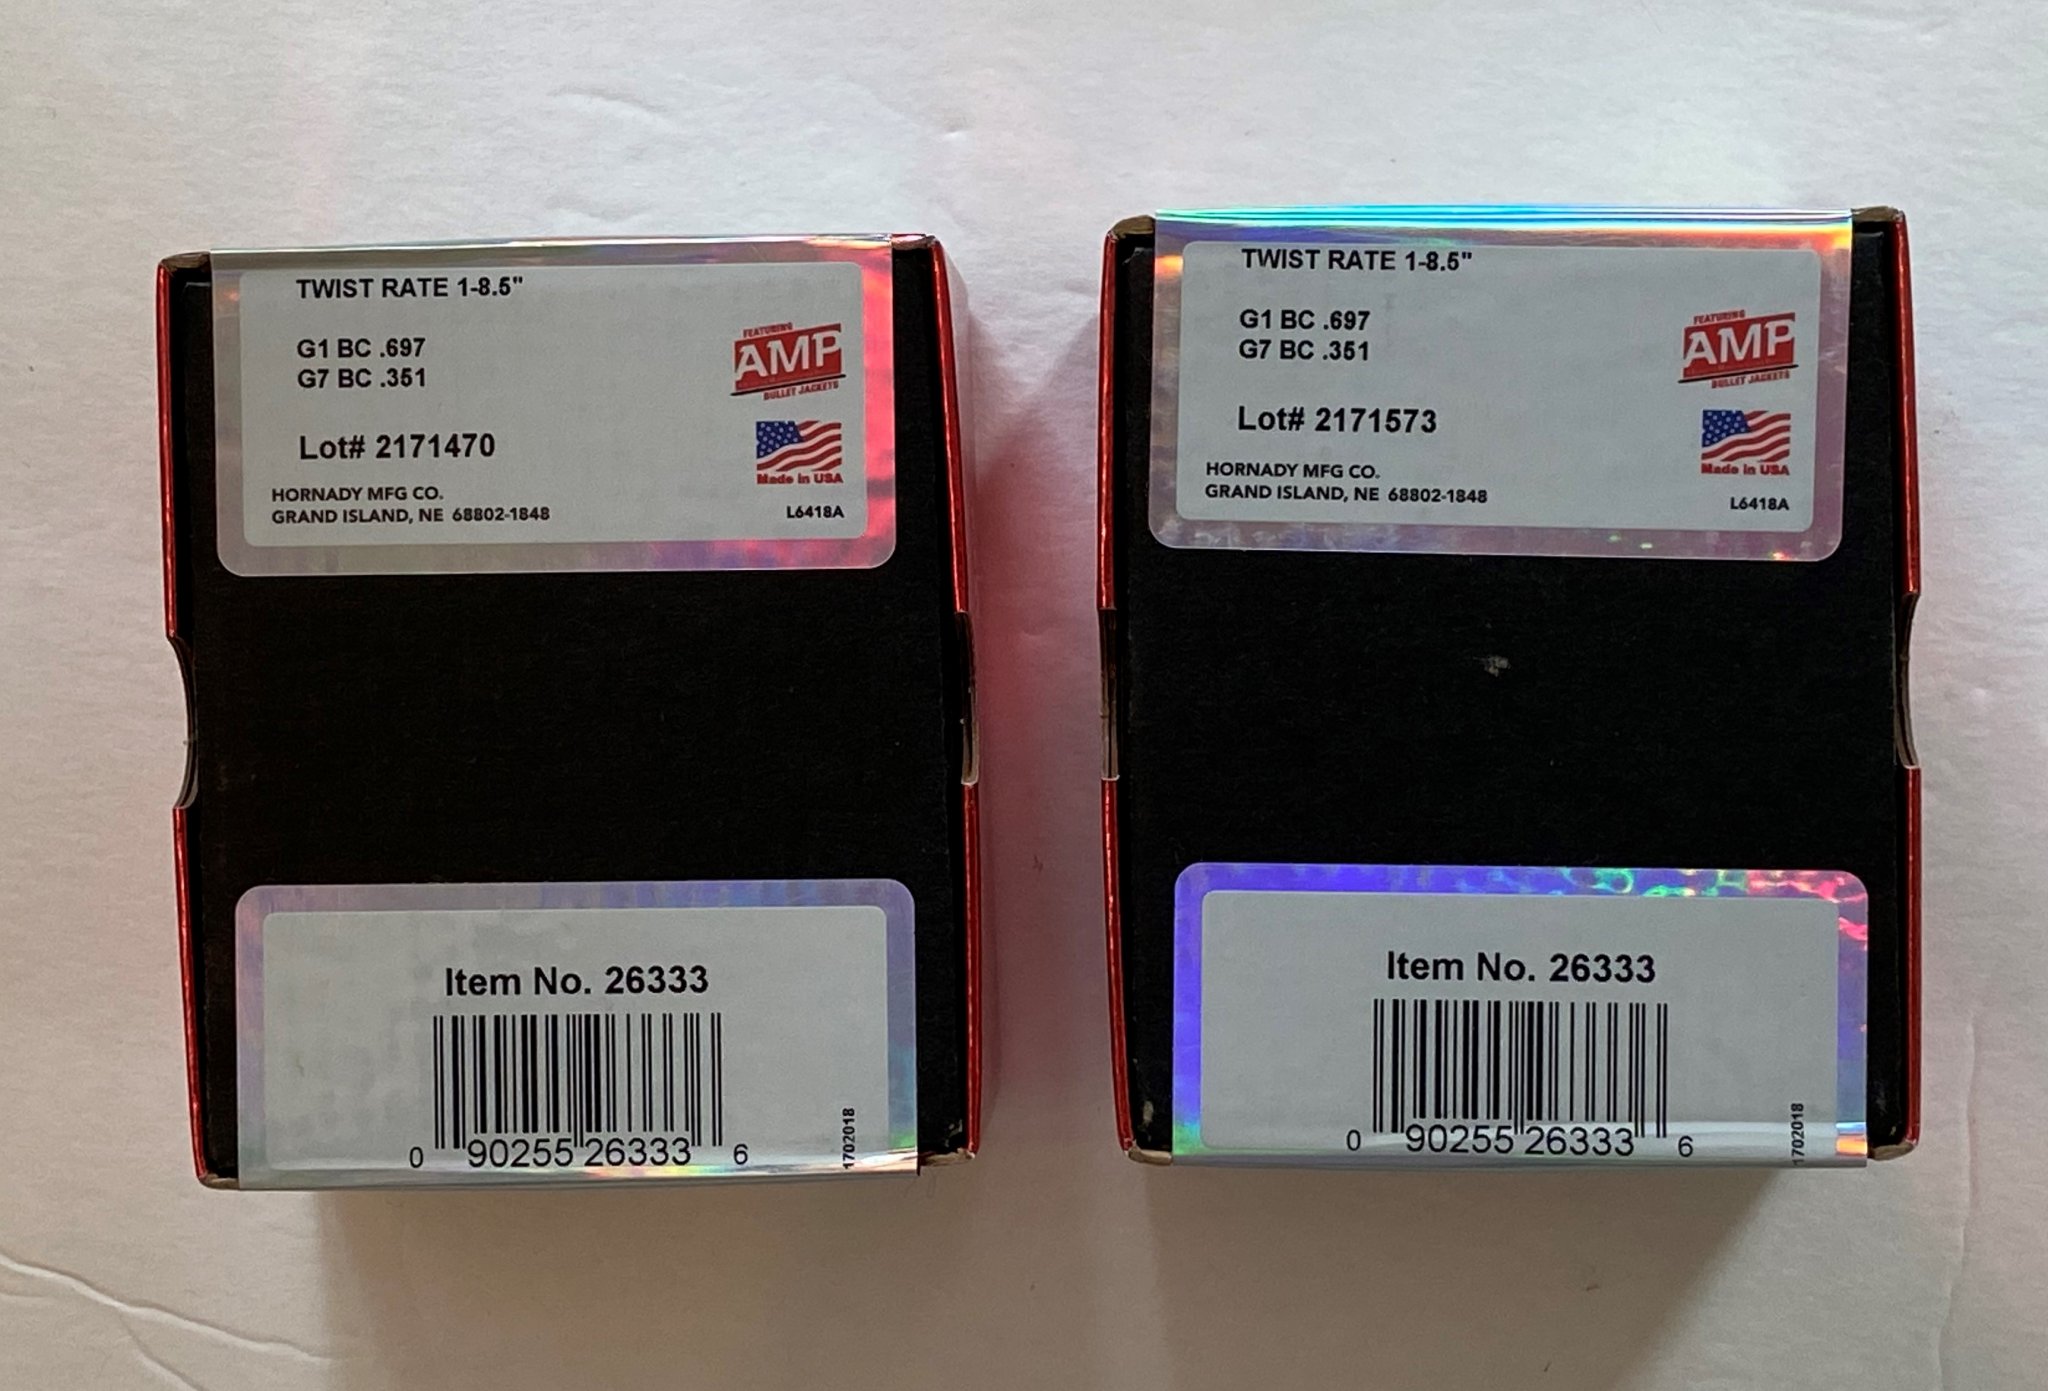 TWIST RATE 1-8.5"
G1 BC .697
G7 BC .351
FEATURING
AMP
BULLET JACKETS
Lot# 2171470
Made in USA
HORNADY MFG CO.
GRAND ISLAND, NE 68802-1848
L6418A
Item No. 26333
0 90255 26333 6
1702018
TWIST RATE 1-8.5"
G1 BC .697
G7 BC .351
FEATURING
AMP
BULLET JACKETS
Lot# 2171573
Made in USA
HORNADY MFG CO.
GRAND ISLAND, NE 68802-1848
L6418A
Item No. 26333
0 90255 26333 6
1702018